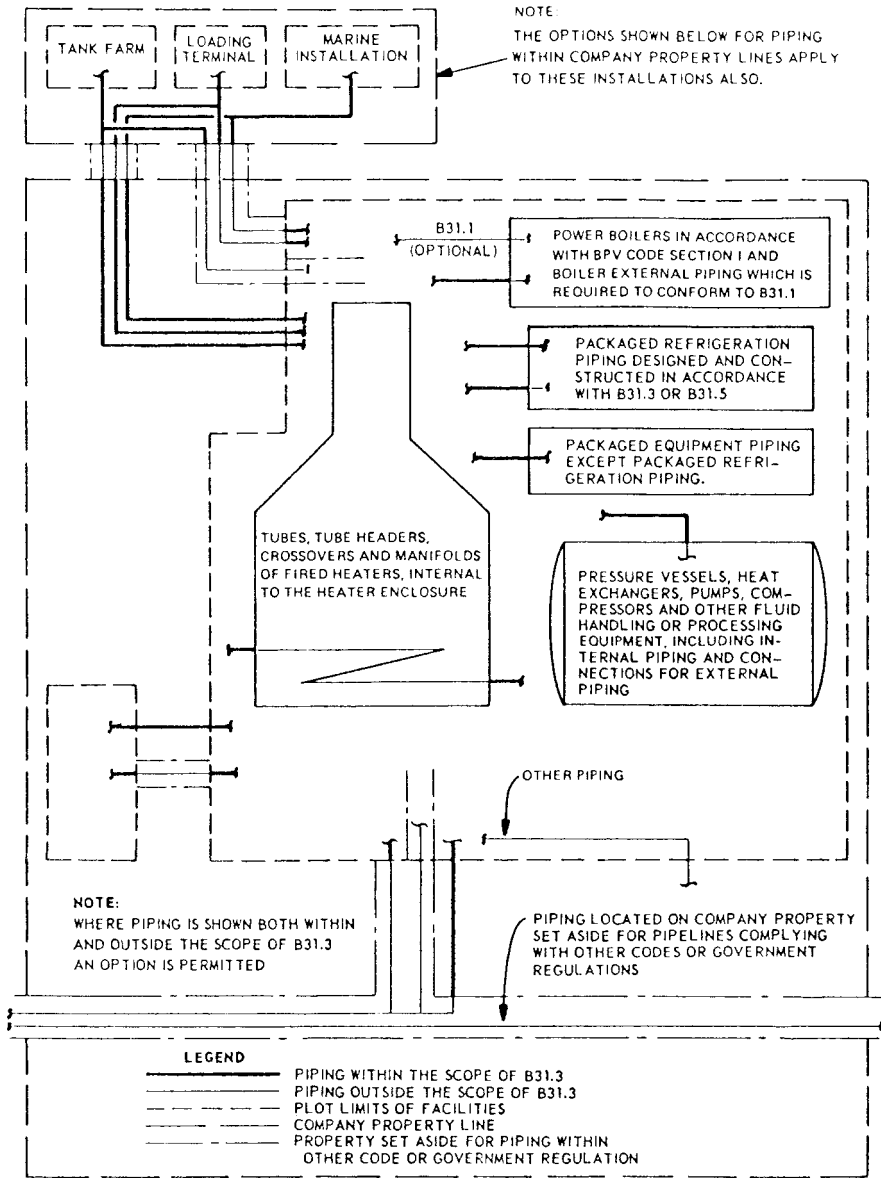 NOTE:
THE OPTIONS SHOWN BELOW FOR PIPING
WITHIN COMPANY PROPERTY LINES APPLY
TO THESE INSTALLATIONS ALSO.
TANK FARM
LOADING
TERMINAL
MARINE
INSTALLATION
B31.1
(OPTIONAL)
POWER BOILERS IN ACCORDANCE
WITH BPV CODE SECTION I AND
BOILER EXTERNAL PIPING WHICH IS
REQUIRED TO CONFORM TO B31.1
PACKAGED REFRIGERATION
PIPING DESIGNED AND CON-
STRUCTED IN ACCORDANCE
WITH B31.3 OR B31.5
PACKAGED EQUIPMENT PIPING
EXCEPT PACKAGED REFRI-
GERATION PIPING.
TUBES, TUBE HEADERS,
CROSSOVERS AND MANIFOLDS
OF FIRED HEATERS, INTERNAL
TO THE HEATER ENCLOSURE
PRESSURE VESSELS, HEAT
EXCHANGERS, PUMPS, COM-
PRESSORS AND OTHER FLUID
HANDLING OR PROCESSING
EQUIPMENT, INCLUDING IN-
TERNAL PIPING AND CON-
NECTIONS FOR EXTERNAL
PIPING
OTHER PIPING
NOTE:
WHERE PIPING IS SHOWN BOTH WITHIN
AND OUTSIDE THE SCOPE OF B31.3
AN OPTION IS PERMITTED
PIPING LOCATED ON COMPANY PROPERTY
SET ASIDE FOR PIPELINES COMPLYING
WITH OTHER CODES OR GOVERNMENT
REGULATIONS
LEGEND
PIPING WITHIN THE SCOPE OF B31.3
PIPING OUTSIDE THE SCOPE OF B31.3
PLOT LIMITS OF FACILITIES
COMPANY PROPERTY LINE
PROPERTY SET ASIDE FOR PIPING WITHIN
OTHER CODE OR GOVERNMENT REGULATION